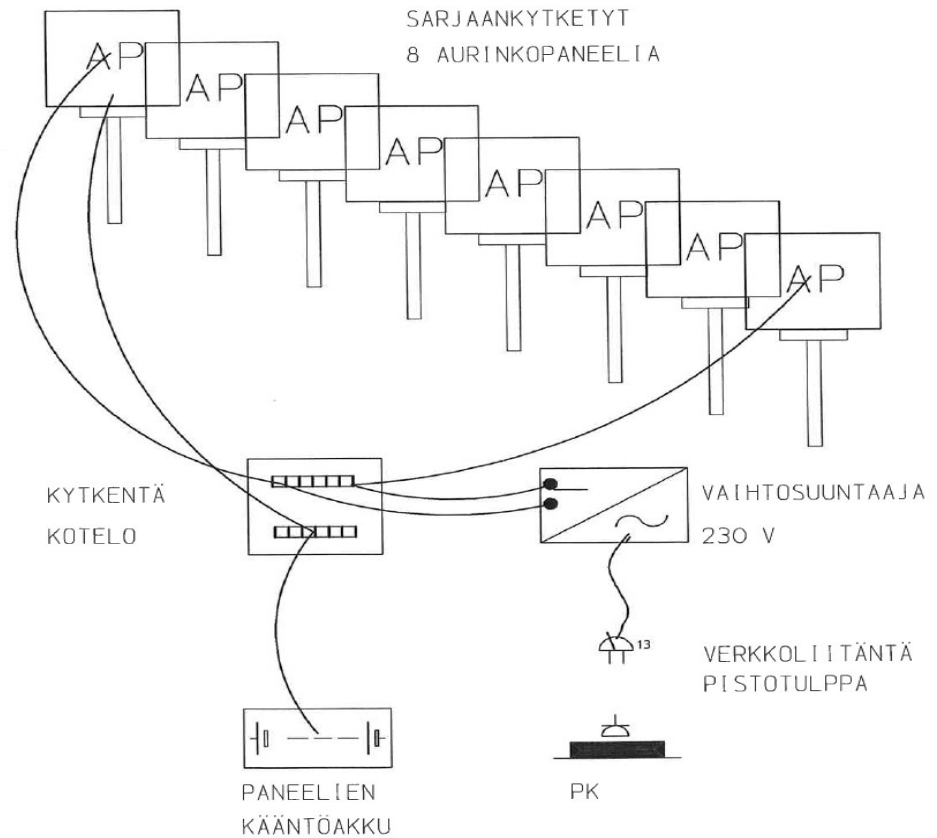 SARJAANKYTKETYT
8 AURINKOPANEELIA
AP
AP
AP
AP
AP
AP
AP
AP
KYTKENTÄ
KOTELO
VAIHTOSUUNTAAJA
230 V
13
VERKKOLIITÄNTÄ
PISTOTULPPA
PK
PANEELIEN
KÄÄNTÖAKKU